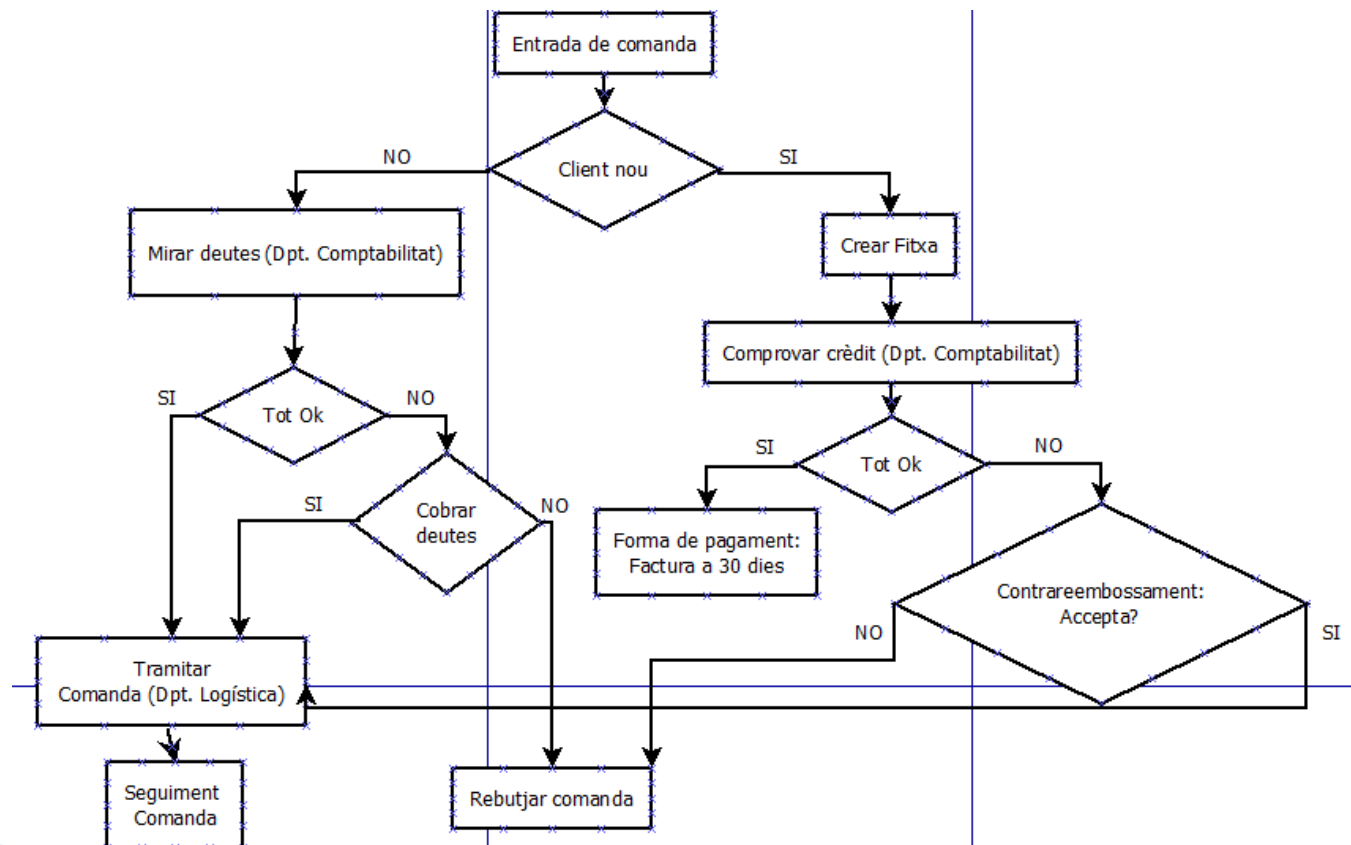 Entrada de comanda
Client nou
NO
SI
Mirar deutes (Dpt. Comptabilitat)
Crear Fitxa
Comprovar crèdit (Dpt. Comptabilitat)
Tot Ok
SI
NO
Tot Ok
SI
NO
Cobrar
deutes
SI
NO
Forma de pagament:
Factura a 30 dies
Contrareembossament:
Accepta?
NO
SI
Tramitar
Comanda (Dpt. Logística)
Seguiment
Comanda
Rebutjar comanda